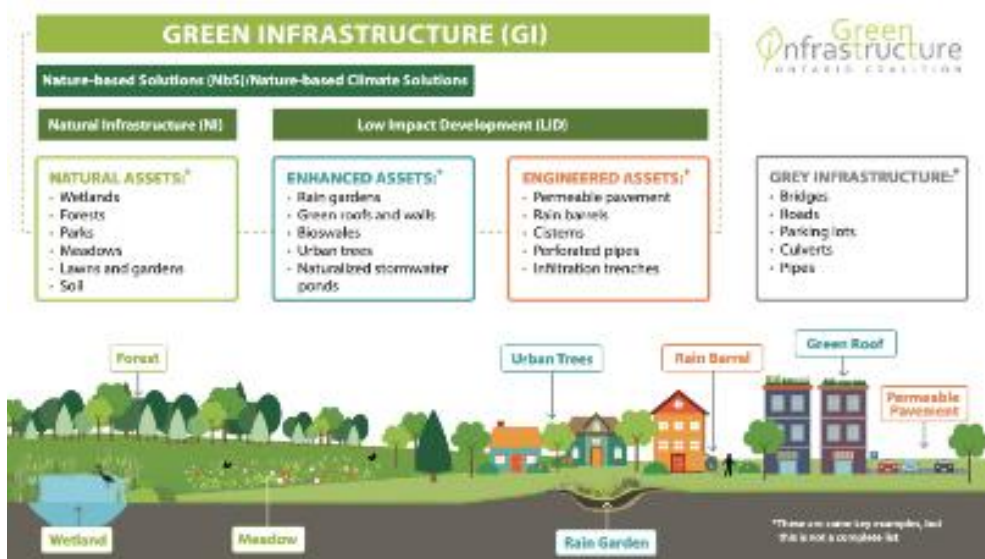 GREEN INFRASTRUCTURE (GI)
Green
infrastructure
ONTARIO COALITION
Nature-based Solutions (NbS)/Nature-based Climate Solutions
Natural Infrastructure (NI)
Low Impact Development (LID)
NATURAL ASSETS:*
- Wetlands
- Forests
- Parks
- Meadows
- Lawns and gardens
- Soil
ENHANCED ASSETS:*
- Rain gardens
- Green roofs and walls
- Bioswales
- Urban trees
- Naturalized stormwater
ponds
ENGINEERED ASSETS:*
- Permeable pavement
- Rain barrels
- Cisterns
- Perforated pipes
- Infiltration trenches
GREY INFRASTRUCTURE:*
- Bridges
- Roads
- Parking lots
- Culverts
- Pipes
Forest
Urban Trees
Rain Barrel
Green Roof
Permeable
Pavement
Wetland
Meadow
Rain Garden
*These are some key examples, but
this is not a complete list